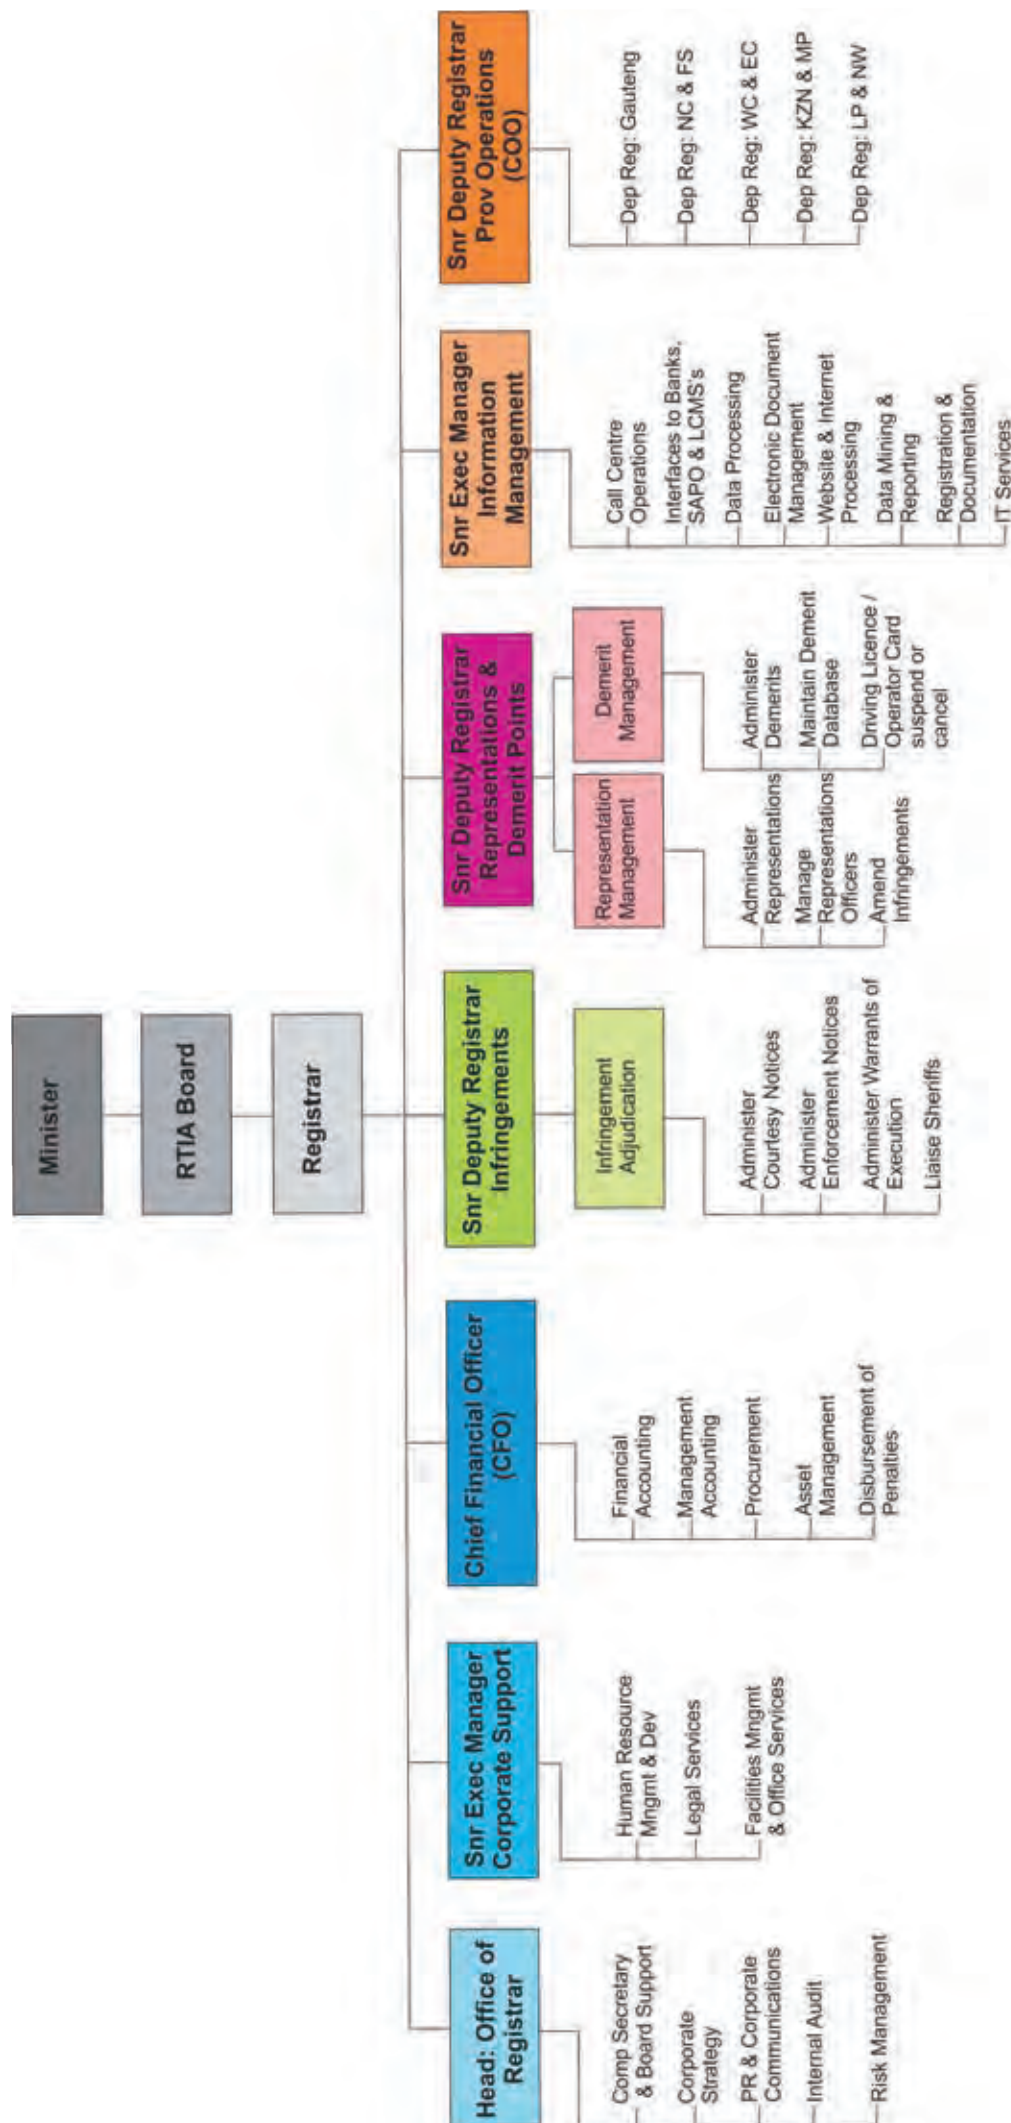 Minister
RTIA Board
Registrar
Head: Office of
Registrar
Comp Secretary
& Board Support
Corporate
Strategy
PR & Corporate
Communications
Internal Audit
Risk Management
Snr Exec Manager
Corporate Support
Human Resource
Mngmt & Dev
Legal Services
Facilities Mngmt
& Office Services
Chief Financial Officer
(CFO)
Financial
Accounting
Management
Accounting
Procurement
Asset
Management
Disbursement of
Penalties
Snr Deputy Registrar
Infringements
Infringement
Adjudication
Administer
Courtesy Notices
Administer
Enforcement Notices
Administer Warrants of
Execution
Liaise Sheriffs
Snr Deputy Registrar
Representations &
Demerit Points
Representation
Management
Administer
Representations
Manage
Representations
Officers
Amend
Infringements
Demerit
Management
Administer
Demerits
Maintain Demerit
Database
Driving Licence /
Operator Card
suspend or
cancel
Snr Exec Manager
Information
Management
Call Centre
Operations
Interfaces to Banks,
SAPO & LCMS's
Data Processing
Electronic Document
Management
Website & Internet
Processing
Data Mining &
Reporting
Registration &
Documentation
IT Services
Snr Deputy Registrar
Prov Operations
(COO)
Dep Reg: Gauteng
Dep Reg: NC & FS
Dep Reg: WC & EC
Dep Reg: KZN & MP
Dep Reg: LP & NW